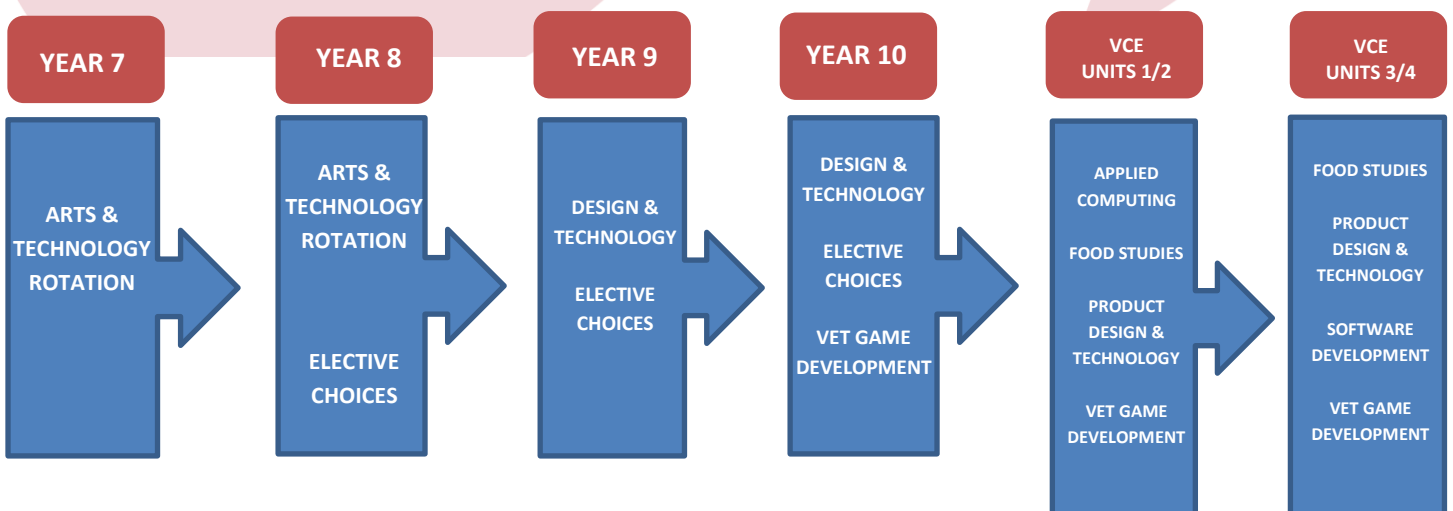 YEAR 7
ARTS &
TECHNOLOGY
ROTATION
YEAR 8
ARTS &
TECHNOLOGY
ROTATION
ELECTIVE
CHOICES
YEAR 9
DESIGN &
TECHNOLOGY
ELECTIVE
CHOICES
YEAR 10
DESIGN &
TECHNOLOGY
ELECTIVE
CHOICES
VET GAME
DEVELOPMENT
VCE
UNITS 1/2
APPLIED
COMPUTING
FOOD STUDIES
PRODUCT
DESIGN &
TECHNOLOGY
VET GAME
DEVELOPMENT
VCE
UNITS 3/4
FOOD STUDIES
PRODUCT
DESIGN &
TECHNOLOGY
SOFTWARE
DEVELOPMENT
VET GAME
DEVELOPMENT